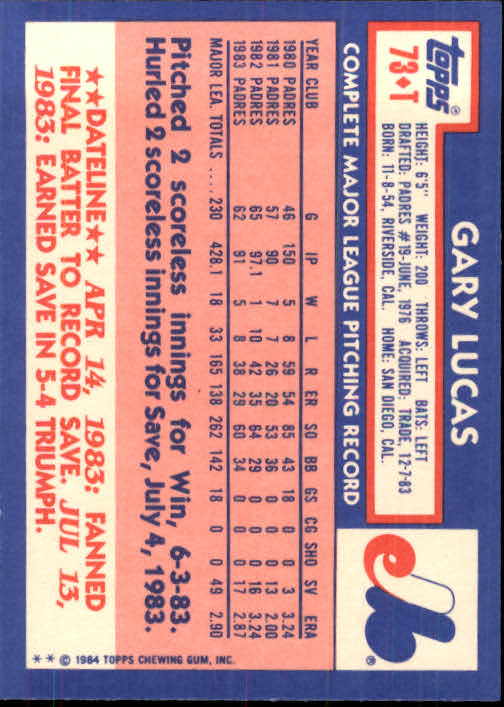 topps®
73♦T
GARY LUCAS
HEIGHT: 6'5" WEIGHT: 200 THROWS: LEFT BATS: LEFT
DRAFTED: PADRES #19-JUNE, 1976 ACQUIRED: TRADE, 12-7-83
BORN: 11-8-54, RIVERSIDE, CAL. HOME: SAN DIEGO, CAL.
®
COMPLETE MAJOR LEAGUE PITCHING RECORD
YEAR CLUB G IP W L R ER SO BB GS CG SHO SV ERA
1980 PADRES 46 150 5 8 59 54 85 43 18 0 0 3 3.24
1981 PADRES 57 90 7 7 26 20 53 36 0 0 0 13 2.00
1982 PADRES 65 97.1 1 10 42 35 64 29 0 0 0 16 3.24
1983 PADRES 62 91 5 8 38 29 60 34 0 0 0 17 2.87
MAJOR LEA. TOTALS .... 230 428.1 18 33 165 138 262 142 18 0 0 49 2.90
Pitched 2 scoreless innings for Win, 6-3-83.
Hurled 2 scoreless innings for Save, July 4, 1983.
★★DATELINE★★ APR 14, 1983: FANNED
FINAL BATTER TO RECORD SAVE. JUL 13,
1983: EARNED SAVE IN 5-4 TRIUMPH.
** © 1984 TOPPS CHEWING GUM, INC.